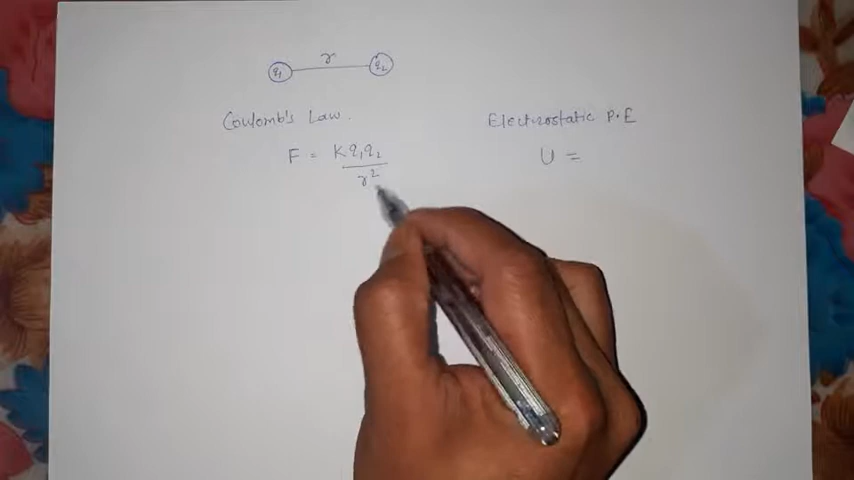 r
q₁ q₂
Coulomb's Law.
Electrostatic P.E
F = Kq₁q₂
r²
U =